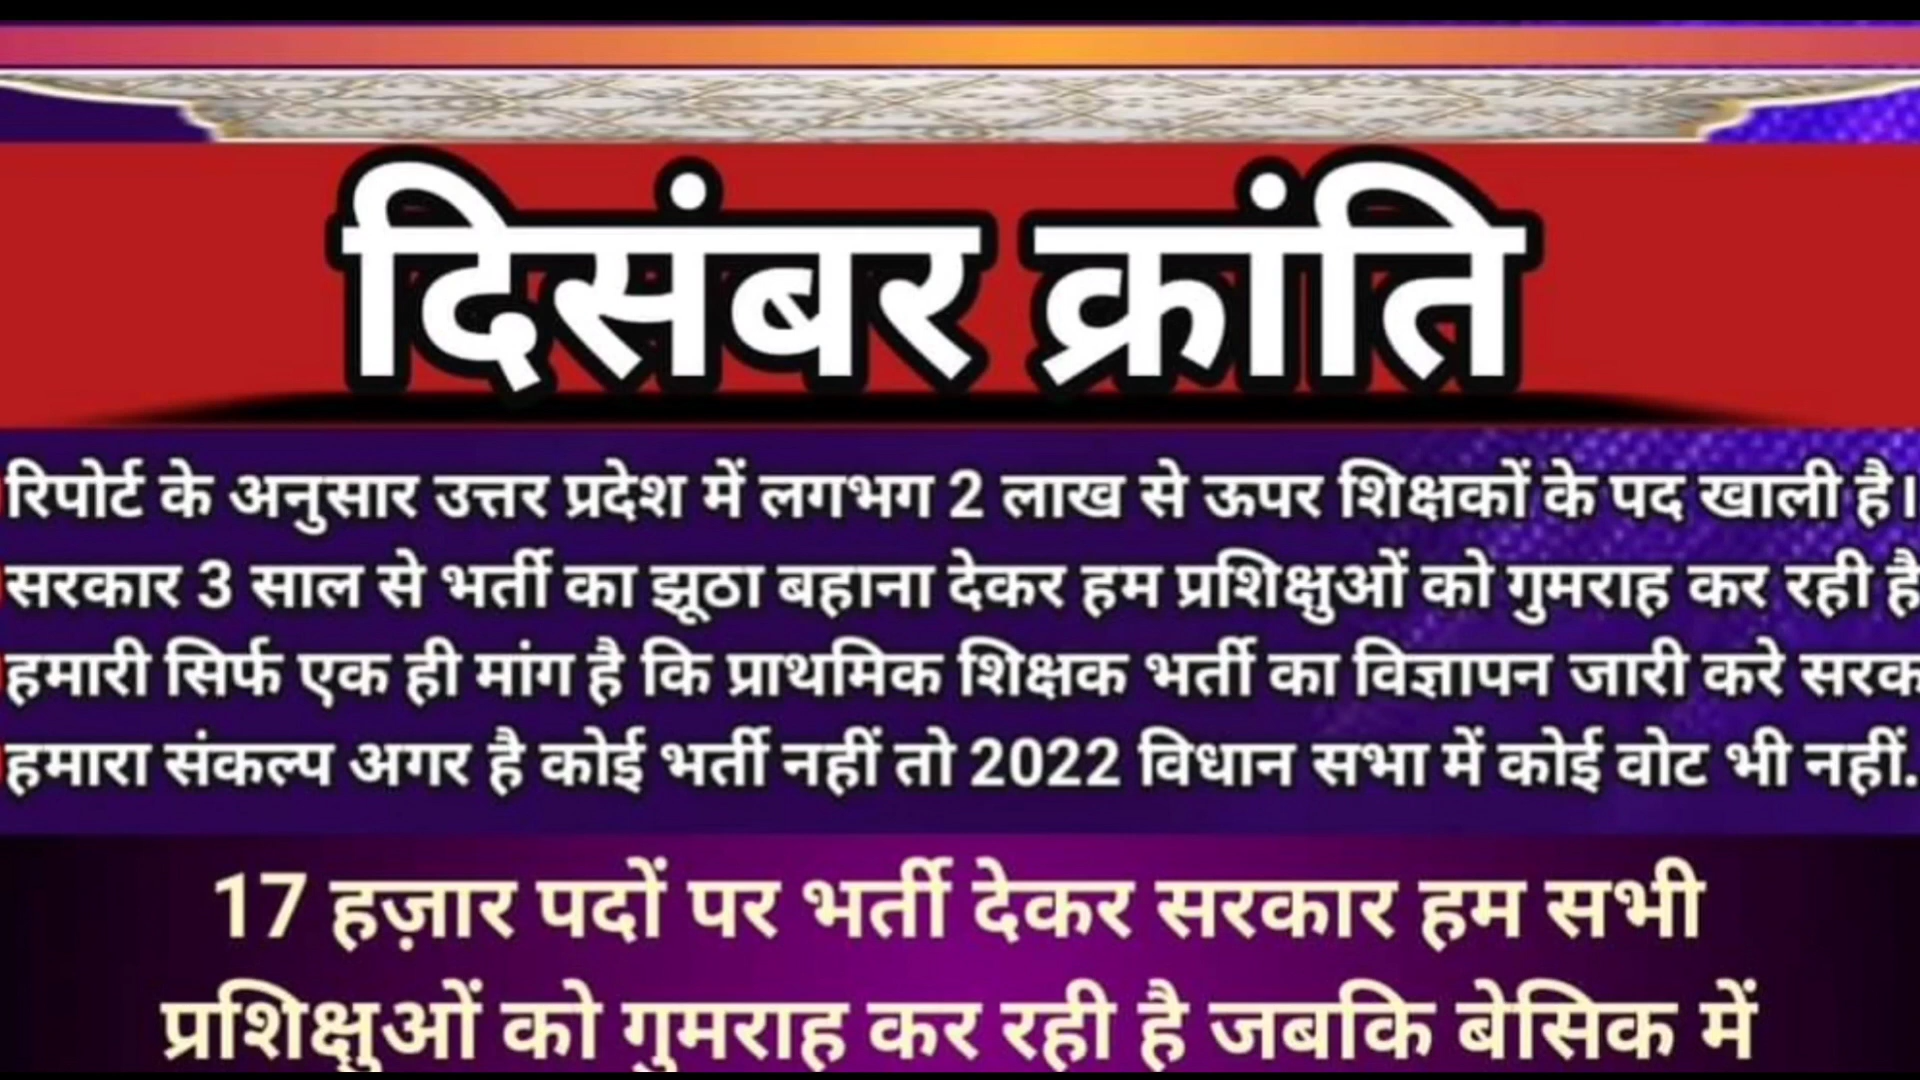 दिसंबर क्रांति
रिपोर्ट के अनुसार उत्तर प्रदेश में लगभग 2 लाख से ऊपर शिक्षकों के पद खाली है।
सरकार 3 साल से भर्ती का झूठा बहाना देकर हम प्रशिक्षुओं को गुमराह कर रही है
हमारी सिर्फ एक ही मांग है कि प्राथमिक शिक्षक भर्ती का विज्ञापन जारी करे सरक
हमारा संकल्प अगर है कोई भर्ती नहीं तो 2022 विधान सभा में कोई वोट भी नहीं.
17 हज़ार पदों पर भर्ती देकर सरकार हम सभी
प्रशिक्षुओं को गुमराह कर रही है जबकि बेसिक में